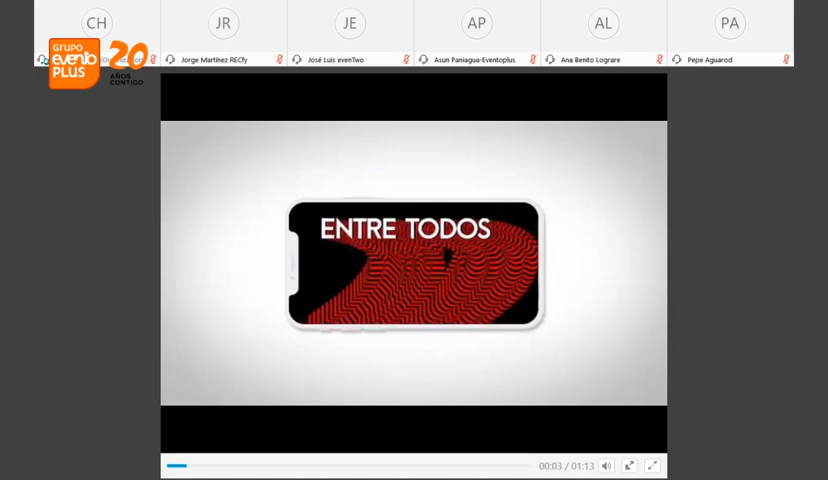 CH
JR
JE
AP
AL
PA
Jorge Martínez RECfy
José Luis evenTwo
Asun Paniagua-Eventoplus
Ana Benito Lograre
Pepe Aguarod
GRUPO
evento
PLUS
20
AÑOS
CONTIGO
ENTRE TODOS
00:03 / 01:13